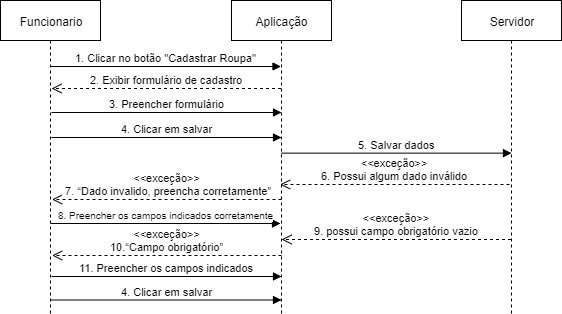 Funcionario
Aplicação
Servidor
1. Clicar no botão "Cadastrar Roupa"
2. Exibir formulário de cadastro
3. Preencher formulário
4. Clicar em salvar
5. Salvar dados
<<exceção>>
6. Possui algum dado inválido
<<exceção>>
7. “Dado invalido, preencha corretamente”
8. Preencher os campos indicados corretamente
<<exceção>>
9. possui campo obrigatório vazio
<<exceção>>
10.“Campo obrigatório”
11. Preencher os campos indicados
4. Clicar em salvar